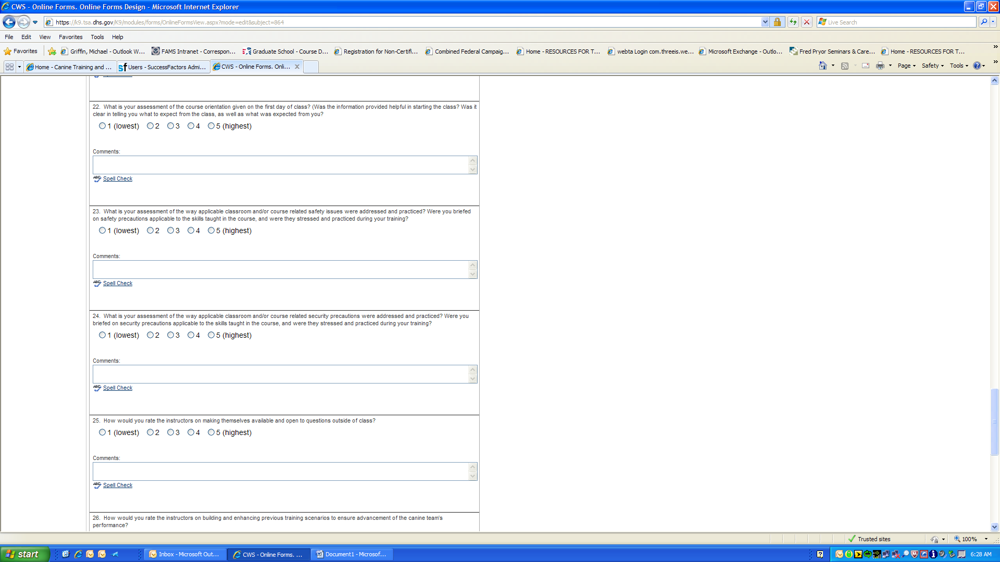 CWS - Online Forms. Online Forms Design - Microsoft Internet Explorer
https://k9.tsa.dhs.gov/K9/modules/forms/OnlineFormsView.aspx?mode=edit&subject=864
Live Search
File Edit View Favorites Tools Help
Favorites Griffin, Michael - Outlook W... FAMS Intranet - Correspon... Graduate School - Course D... Registration for Non-Certifi... Combined Federal Campaig... Home - RESOURCES FOR T... webta Login com.threeis.we... Microsoft Exchange - Outlo... Fred Pryor Seminars & Care... Home - RESOURCES FOR T...
Home - Canine Training and ... Users - SuccessFactors Admi... CWS - Online Forms. Onli... Page Safety Tools
22. What is your assessment of the course orientation given on the first day of class? (Was the information provided helpful in starting the class? Was it
clear in telling you what to expect from the class, as well as what was expected from you?
1 (lowest) 2 3 4 5 (highest)
Comments:
Spell Check
23. What is your assessment of the way applicable classroom and/or course related safety issues were addressed and practiced? Were you briefed
on safety precautions applicable to the skills taught in the course, and were they stressed and practiced during your training?
1 (lowest) 2 3 4 5 (highest)
Comments:
Spell Check
24. What is your assessment of the way applicable classroom and/or course related security precautions were addressed and practiced? Were you
briefed on security precautions applicable to the skills taught in the course, and were they stressed and practiced during your training?
1 (lowest) 2 3 4 5 (highest)
Comments:
Spell Check
25. How would you rate the instructors on making themselves available and open to questions outside of class?
1 (lowest) 2 3 4 5 (highest)
Comments:
Spell Check
26. How would you rate the instructors on building and enhancing previous training scenarios to ensure advancement of the canine team's
performance?
Trusted sites 100%
start Inbox - Microsoft Out... CWS - Online Forms. ... Document1 - Microsof... 6:28 AM